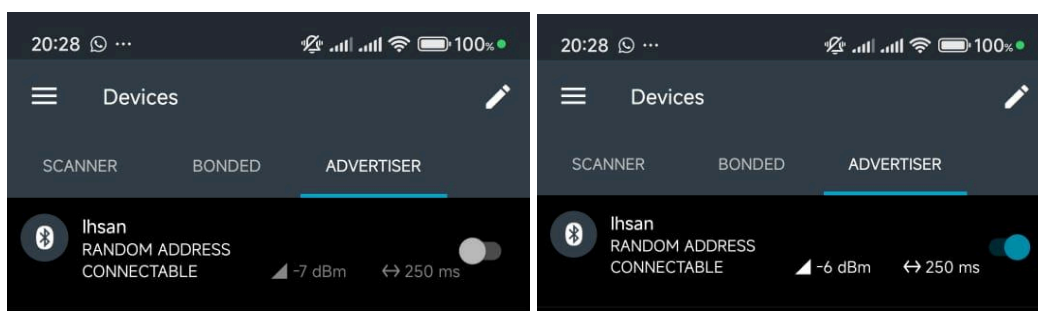 20:28 ... 100%
Devices
SCANNER BONDED ADVERTISER
Ihsan
RANDOM ADDRESS
CONNECTABLE -7 dBm ↔ 250 ms
20:28 ... 100%
Devices
SCANNER BONDED ADVERTISER
Ihsan
RANDOM ADDRESS
CONNECTABLE -6 dBm ↔ 250 ms